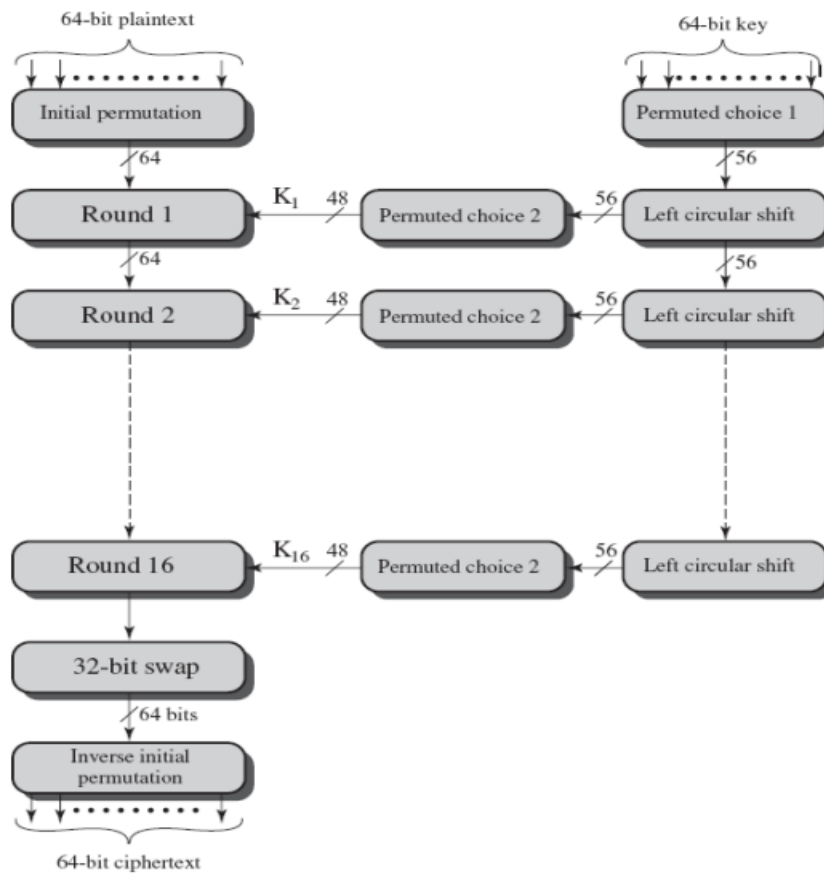 64-bit plaintext
64-bit key
Initial permutation
Permuted choice 1
64
56
Round 1
K1
48
Permuted choice 2
56
Left circular shift
64
56
Round 2
K2
48
Permuted choice 2
56
Left circular shift
Round 16
K16
48
Permuted choice 2
56
Left circular shift
32-bit swap
64 bits
Inverse initial
permutation
64-bit ciphertext